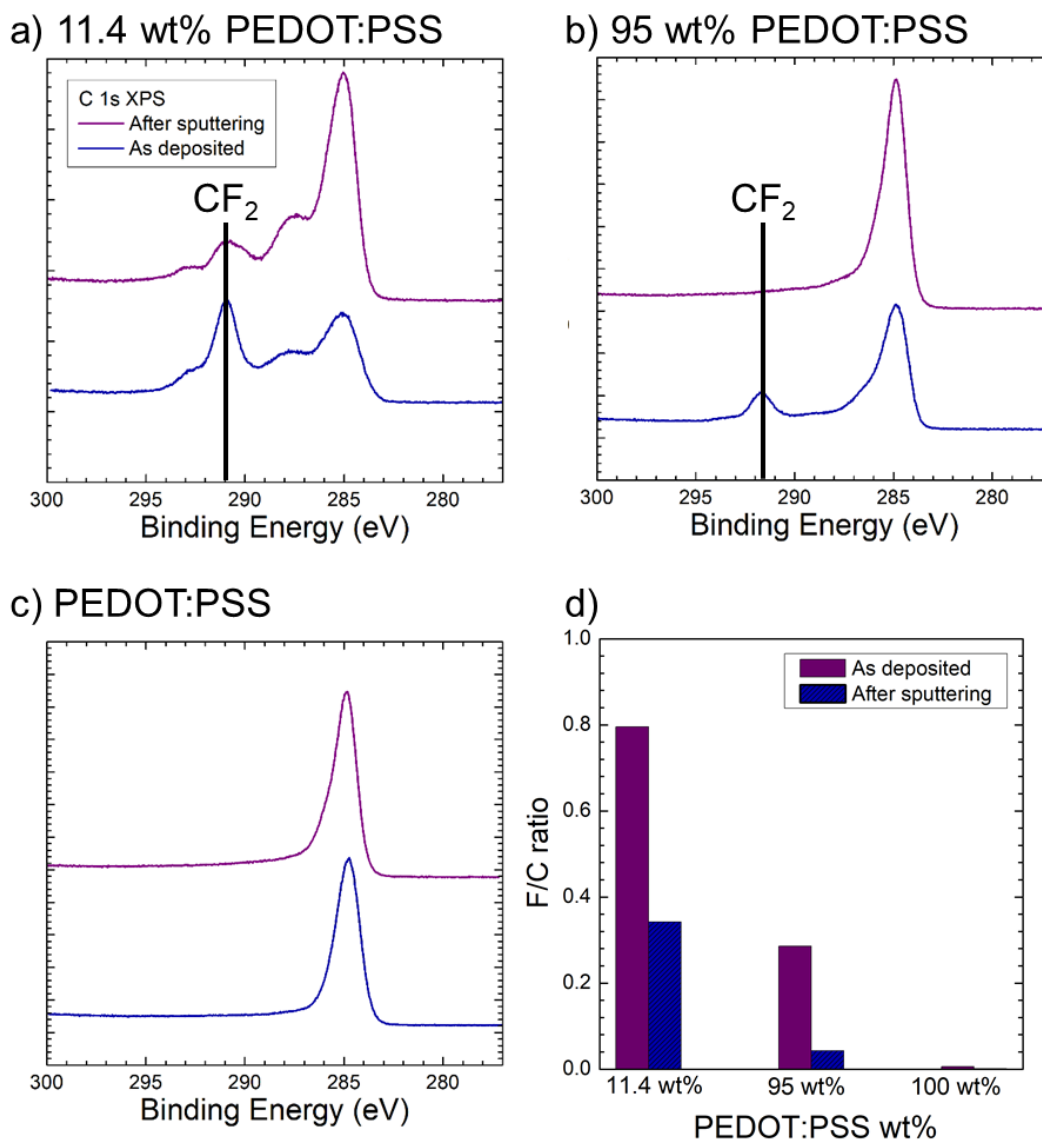 a) 11.4 wt% PEDOT:PSS
C 1s XPS
After sputtering
As deposited
CF2
300 295 290 285 280
Binding Energy (eV)
b) 95 wt% PEDOT:PSS
CF2
300 295 290 285 280
Binding Energy (eV)
c) PEDOT:PSS
300 295 290 285 280
Binding Energy (eV)
d)
As deposited
After sputtering
1.0
0.8
0.6
0.4
0.2
0.0
F/C ratio
11.4 wt% 95 wt% 100 wt%
PEDOT:PSS wt%